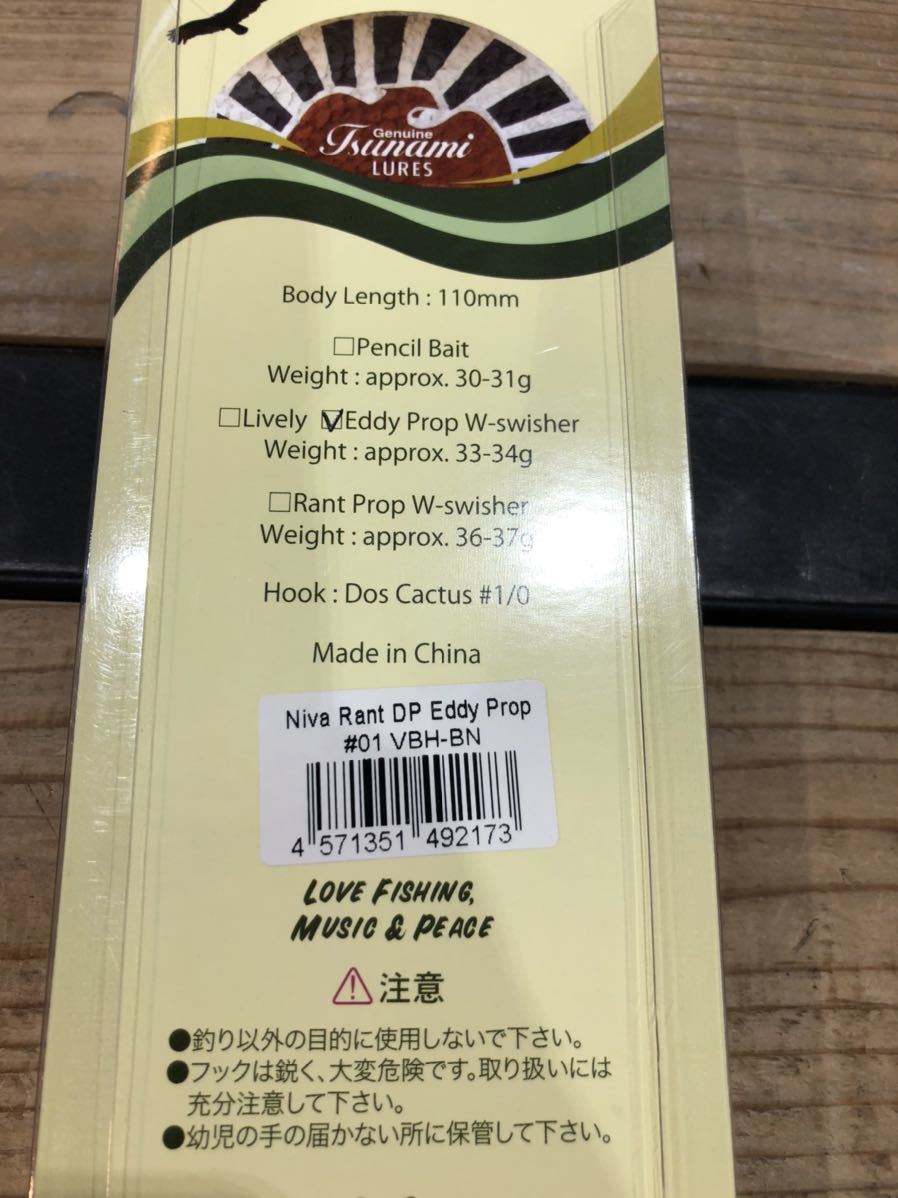 Genuine
Tsunami
LURES
Body Length : 110mm
□Pencil Bait
Weight : approx. 30-31g
□Lively ☑Eddy Prop W-swisher
Weight : approx. 33-34g
□Rant Prop W-swisher
Weight : approx. 36-37g
Hook : Dos Cactus #1/0
Made in China
Niva Rant DP Eddy Prop
#01 VBH-BN
4 571351 492173
LOVE FISHING,
MUSIC & PEACE
⚠注意
●釣り以外の目的に使用しないで下さい。
●フックは鋭く、大変危険です。取り扱いには
充分注意して下さい。
●幼児の手の届かない所に保管して下さい。